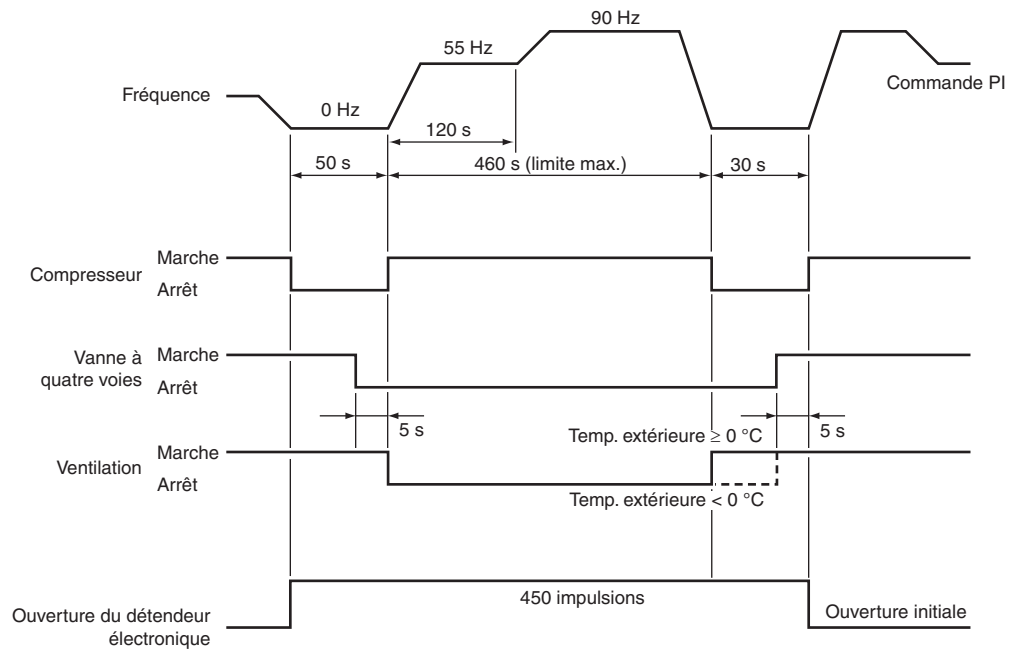 90 Hz
55 Hz
Commande PI
Fréquence
0 Hz
120 s
50 s
460 s (limite max.)
30 s
Compresseur
Marche
Arrêt
Vanne à
quatre voies
Marche
Arrêt
5 s
Temp. extérieure ≥ 0 °C
5 s
Ventilation
Marche
Arrêt
Temp. extérieure < 0 °C
Ouverture du détendeur
électronique
450 impulsions
Ouverture initiale